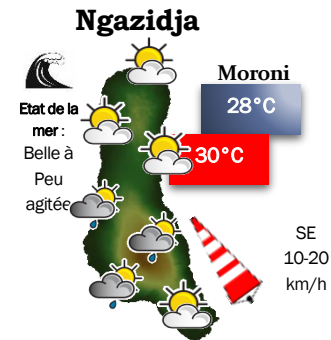 Ngazidja
Moroni
28°C
30°C
Etat de la
mer :
Belle à
Peu
agitée
SE
10-20
km/h